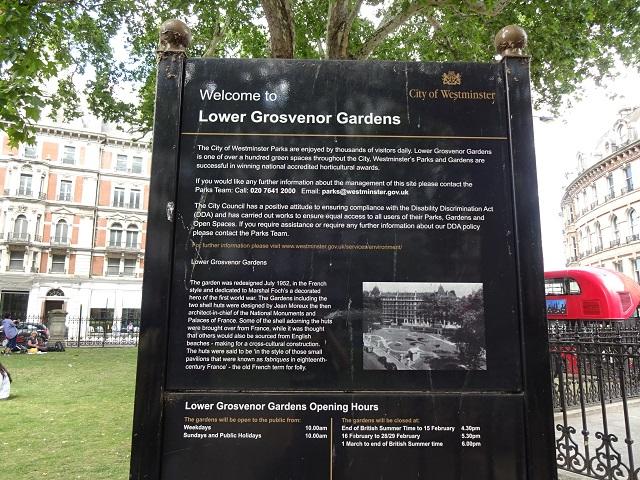 Welcome to
Lower Grosvenor Gardens
City of Westminster
The City of Westminster Parks are enjoyed by thousands of visitors daily. Lower Grosvenor Gardens
is one of over a hundred green spaces throughout the City, Westminster's Parks and Gardens are
successful in winning national accredited horticultural awards.
If you would like any further information about the management of this site please contact the
Parks Team: Call: 020 7641 2000 Email: parks@westminster.gov.uk
The City Council has a positive attitude to ensuring compliance with the Disability Discrimination Act
(DDA) and has carried out works to ensure equal access to all users of their Parks, Gardens and
Open Spaces. If you require assistance or require any further information about our DDA policy
please contact the Parks Team.
For further information please visit www.westminster.gov.uk/services/environment/
Lower Grosvenor Gardens
The garden was redesigned July 1952, in the French
style and dedicated to Marshal Foch's a decorated
hero of the first world war. The Gardens including the
two shell huts were designed by Jean Moreux the then
architect-in-chief of the National Monuments and
Palaces of France. Some of the shell adorning the huts
were brought over from France, while it was thought
that others would also be sourced from English
beaches - making for a cross-cultural construction.
The huts were said to be 'in the style of those small
pavilions that were known as fabriques in eighteenth-
century France' - the old French term for folly.
Lower Grosvenor Gardens Opening Hours
The gardens will be open to the public from:
Weekdays 10.00am
Sundays and Public Holidays 10.00am
The gardens will be closed at:
End of British Summer Time to 15 February 4.30pm
16 February to 28/29 February 5.30pm
1 March to end of British Summer time 6.00pm